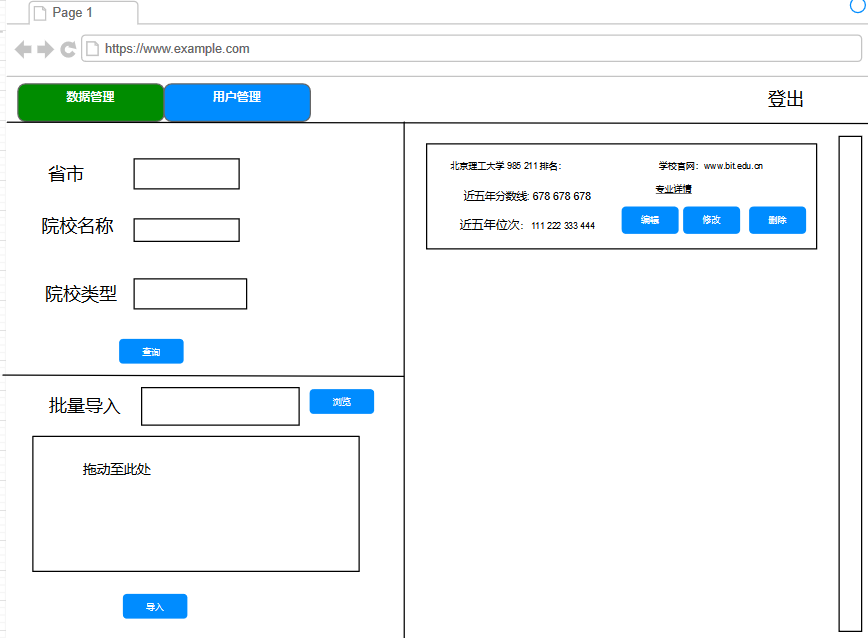 Page 1
https://www.example.com
数据管理
用户管理
登出
省市
院校名称
院校类型
查询
批量导入
浏览
拖动至此处
导入
北京理工大学 985 211 排名：
学校官网：www.bit.edu.cn
专业详情
近五年分数线: 678 678 678
近五年位次： 111 222 333 444
编辑
修改
删除